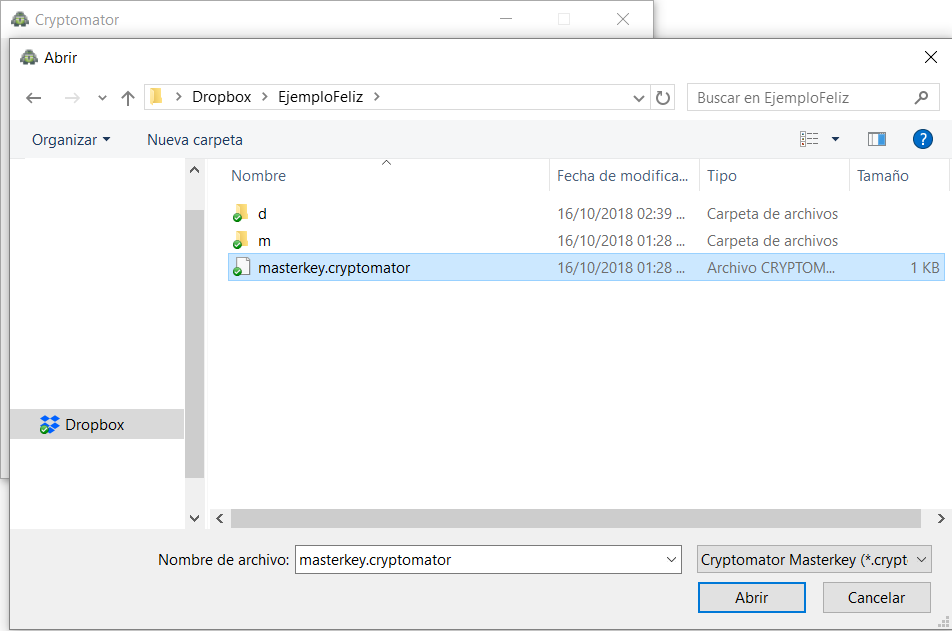 Cryptomator
Abrir
Dropbox EjemploFeliz
Buscar en EjemploFeliz
Organizar Nueva carpeta
?
Nombre Fecha de modifica... Tipo Tamaño
d 16/10/2018 02:39 ... Carpeta de archivos
m 16/10/2018 01:28 ... Carpeta de archivos
masterkey.cryptomator 16/10/2018 01:28 ... Archivo CRYPTOM... 1 KB
Dropbox
Nombre de archivo: masterkey.cryptomator Cryptomator Masterkey (*.crypt
Abrir Cancelar